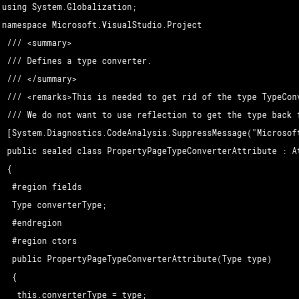 using System.Globalization;
namespace Microsoft.VisualStudio.Project
/// <summary>
/// Defines a type converter.
/// </summary>
/// <remarks>This is needed to get rid of the type TypeConv
/// We do not want to use reflection to get the type back f
[System.Diagnostics.CodeAnalysis.SuppressMessage("Microsoft
public sealed class PropertyPageTypeConverterAttribute : At
{
#region fields
Type converterType;
#endregion
#region ctors
public PropertyPageTypeConverterAttribute(Type type)
{
this.converterType = type;